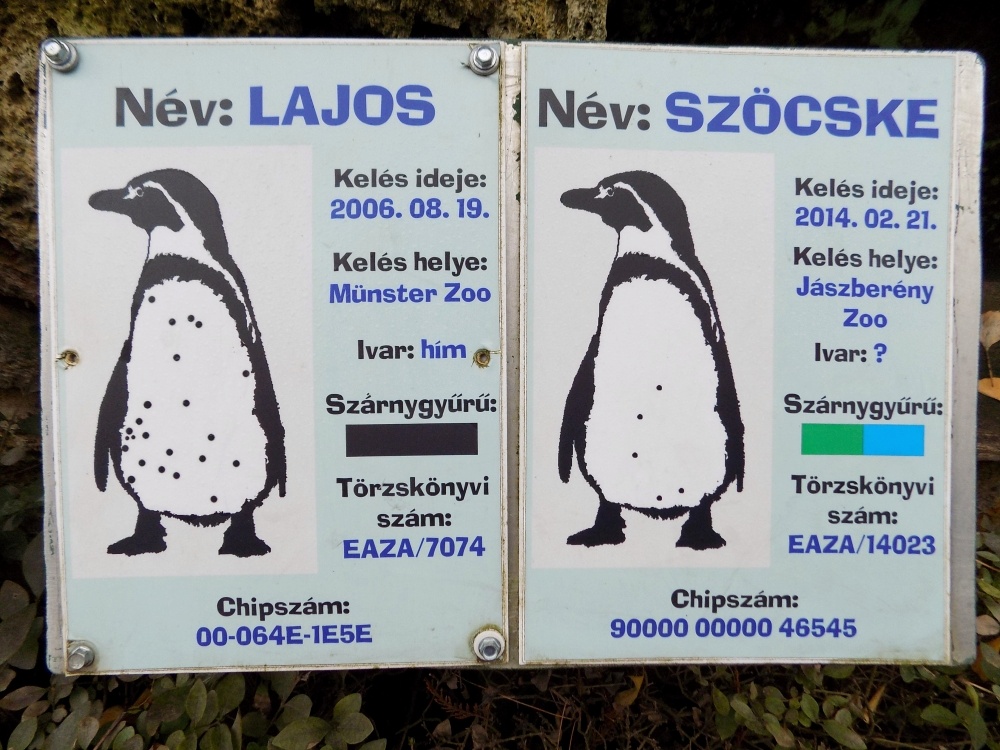 Név: LAJOS
Kelés ideje:
2006. 08. 19.
Kelés helye:
Münster Zoo
Ivar: hím
Szárnygyűrű:
Törzskönyvi
szám:
EAZA/7074
Chipszám:
00-064E-1E5E
Név: SZÖCSKE
Kelés ideje:
2014. 02. 21.
Kelés helye:
Jászberény
Zoo
Ivar: ?
Szárnygyűrű:
Törzskönyvi
szám:
EAZA/14023
Chipszám:
90000 00000 46545